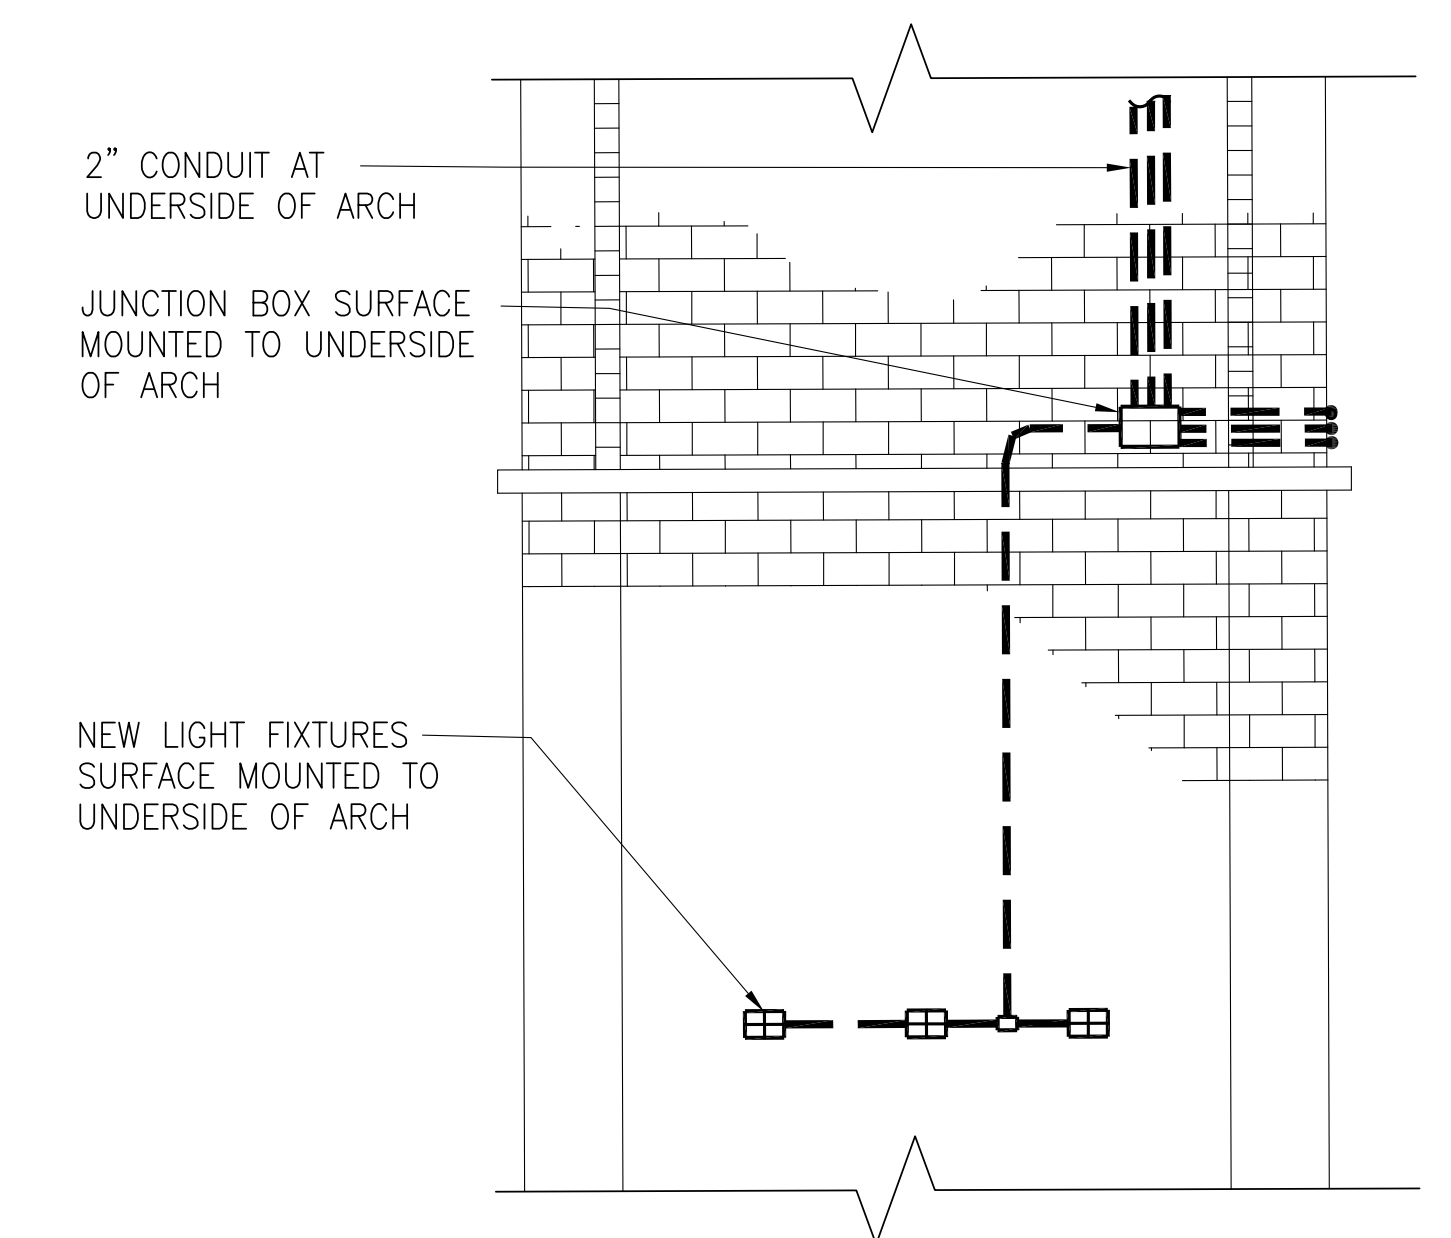 2” CONDUIT AT
UNDERSIDE OF ARCH
JUNCTION BOX SURFACE
MOUNTED TO UNDERSIDE
OF ARCH
NEW LIGHT FIXTURES
SURFACE MOUNTED TO
UNDERSIDE OF ARCH